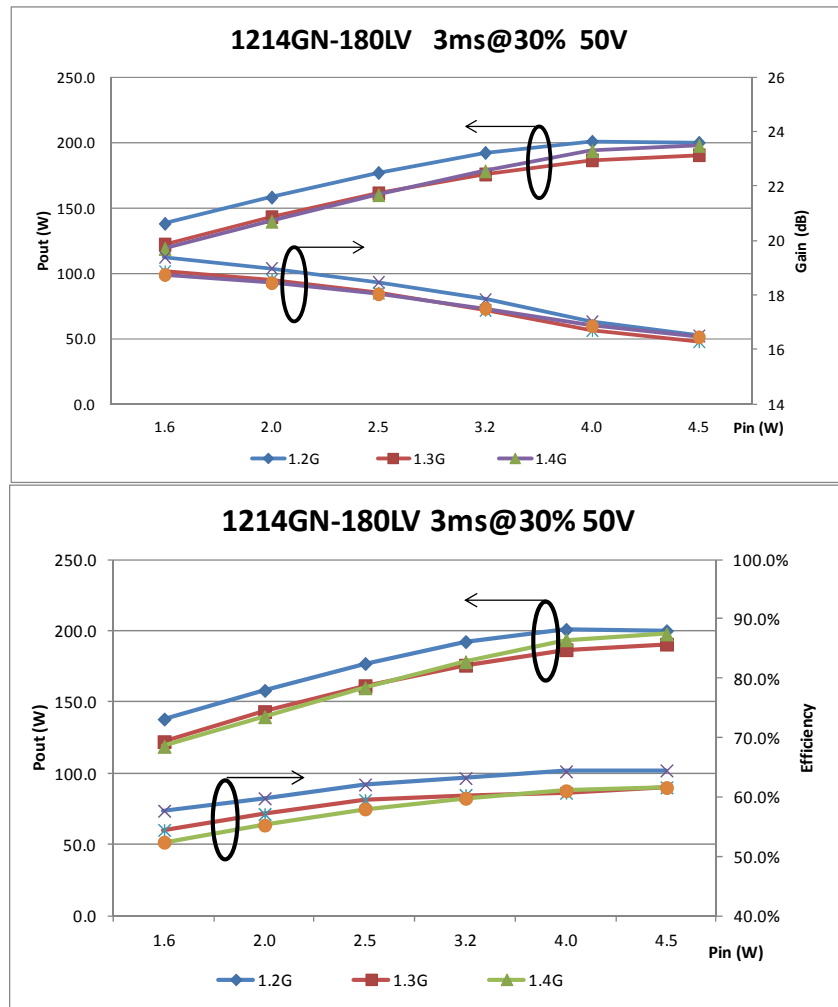 1214GN-180LV 3ms@30% 50V
250.0
200.0
150.0
100.0
50.0
0.0
Pout (W)
26
24
22
20
18
16
14
Gain (dB)
1.6 2.0 2.5 3.2 4.0 4.5 Pin (W)
1.2G 1.3G 1.4G
1214GN-180LV 3ms@30% 50V
250.0
200.0
150.0
100.0
50.0
0.0
Pout (W)
100.0%
90.0%
80.0%
70.0%
60.0%
50.0%
40.0%
Efficiency
1.6 2.0 2.5 3.2 4.0 4.5 Pin (W)
1.2G 1.3G 1.4G